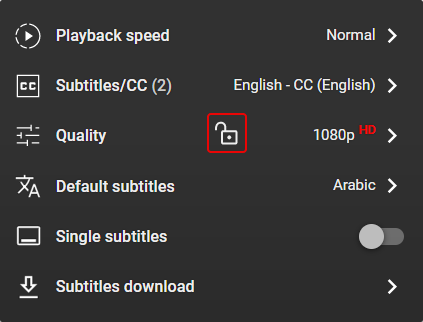 Playback speed Normal
CC Subtitles/CC (2) English - CC (English)
Quality 1080p HD
Default subtitles Arabic
Single subtitles
Subtitles download